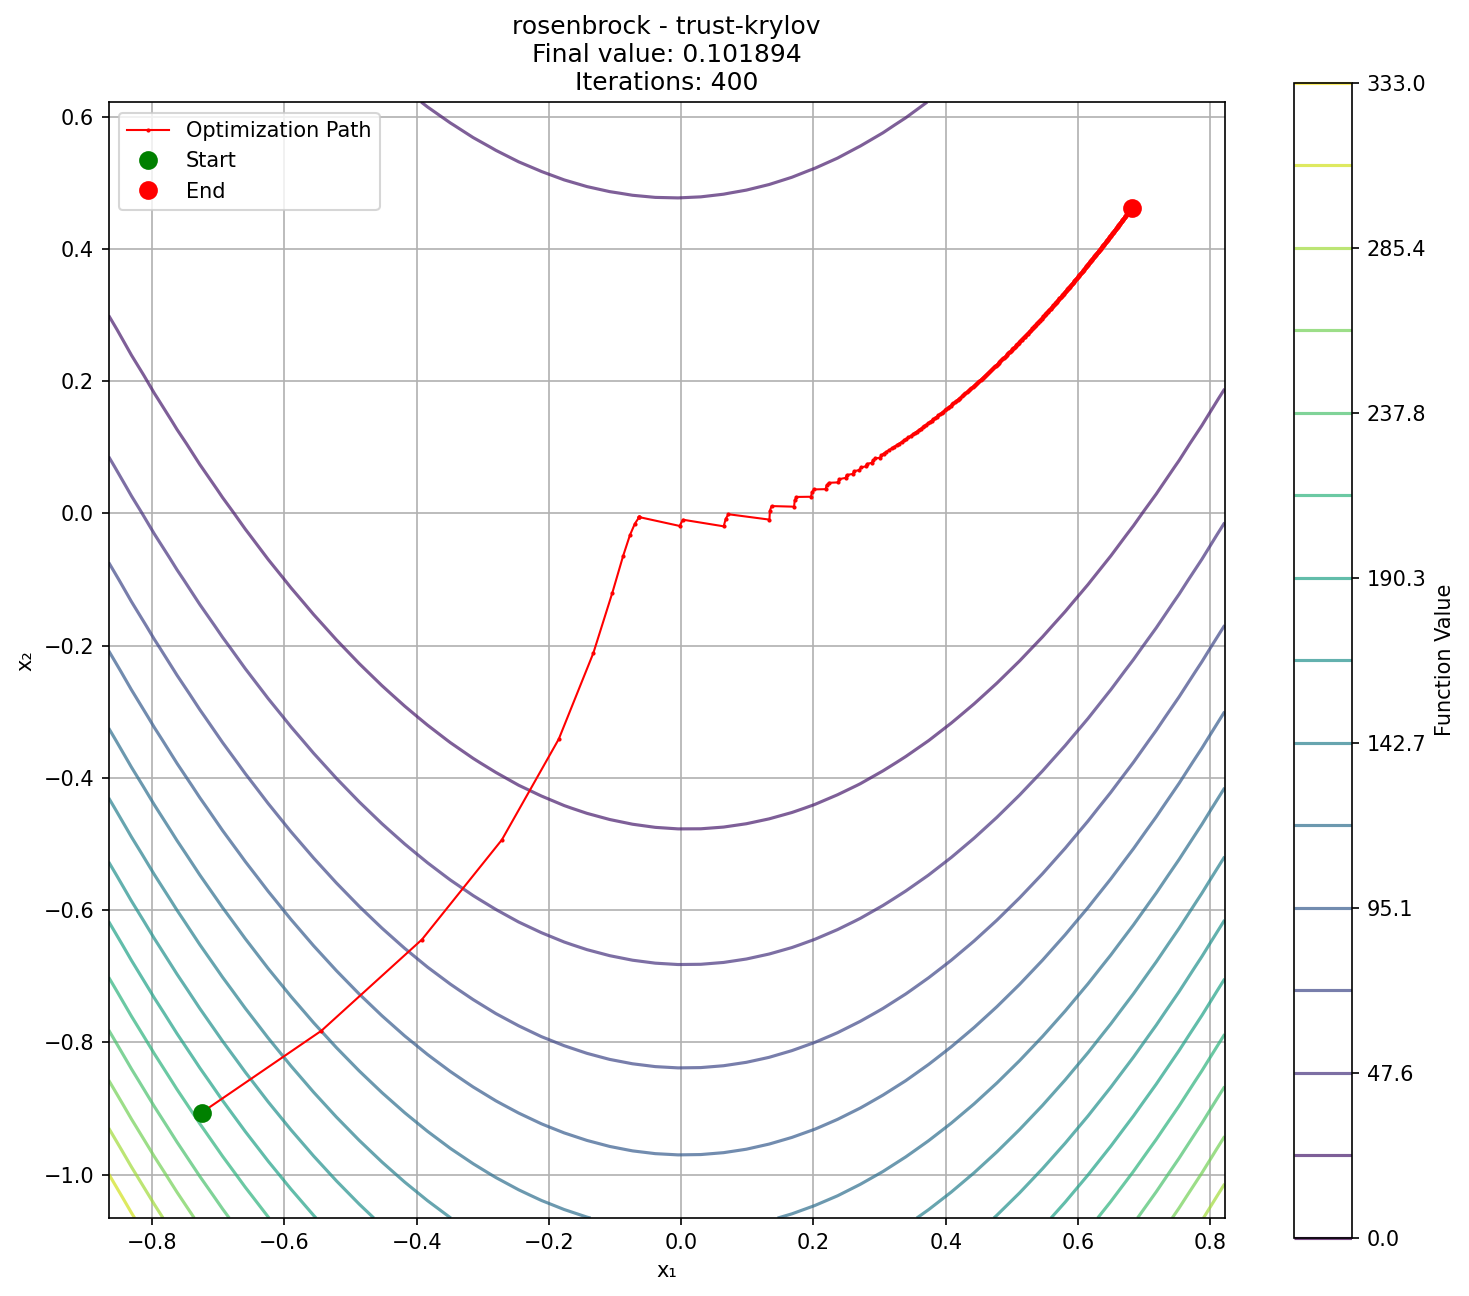 rosenbrock - trust-krylov
Final value: 0.101894
Iterations: 400
Optimization Path
Start
End
0.6
0.4
0.2
0.0
−0.2
−0.4
−0.6
−0.8
−1.0
x₂
−0.8
−0.6
−0.4
−0.2
0.0
0.2
0.4
0.6
0.8
x₁
333.0
285.4
237.8
190.3
142.7
95.1
47.6
0.0
Function Value